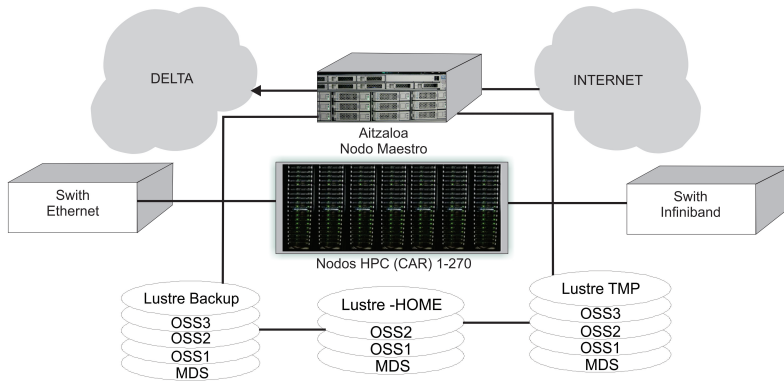 DELTA
INTERNET
Aitzaloa
Nodo Maestro
Swith
Ethernet
Swith
Infiniband
Nodos HPC (CAR) 1-270
Lustre Backup
OSS3
OSS2
OSS1
MDS
Lustre -HOME
OSS2
OSS1
MDS
Lustre TMP
OSS3
OSS2
OSS1
MDS